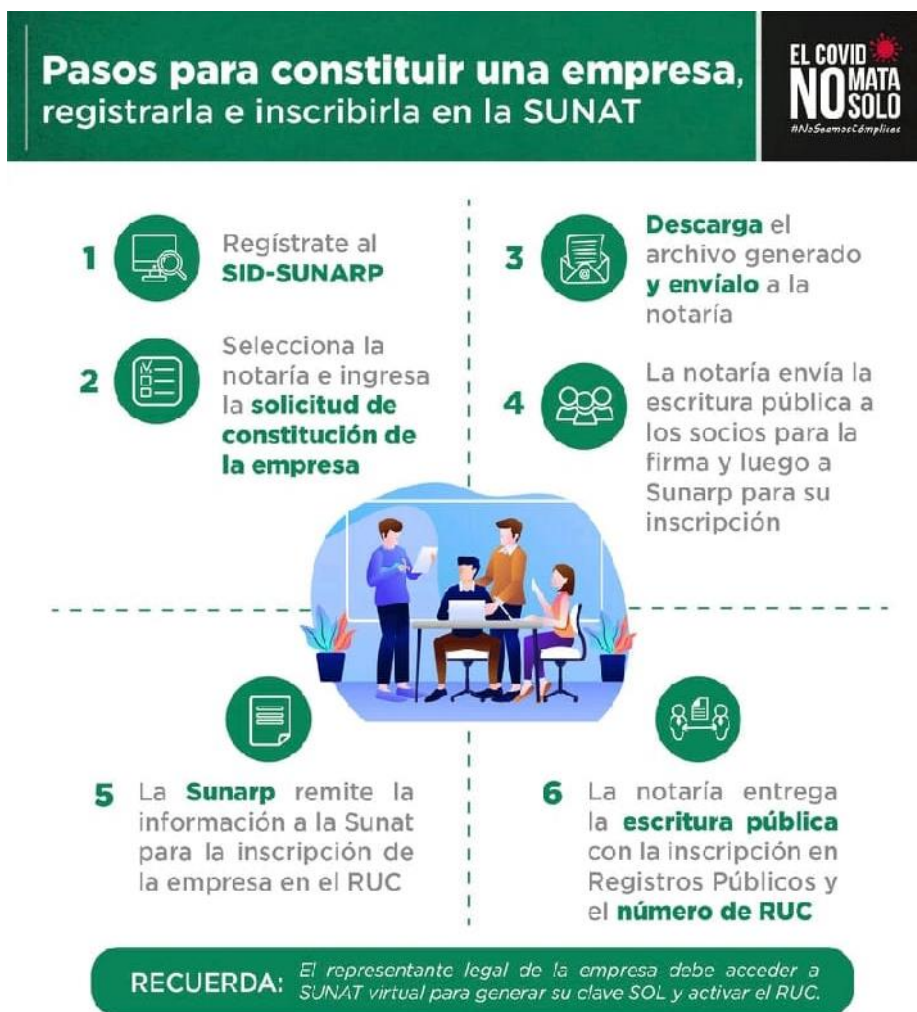 Pasos para constituir una empresa,
registrarla e inscribirla en la SUNAT
EL COVID
NO MATA
SOLO
#NoSeamosCómplices
1
Regístrate al
SID-SUNARP
2
Selecciona la
notaría e ingresa
la solicitud de
constitución de
la empresa
3
Descarga el
archivo generado
y envíalo a la
notaría
4
La notaría envía la
escritura pública a
los socios para la
firma y luego a
Sunarp para su
inscripción
5
La Sunarp remite la
información a la Sunat
para la inscripción de
la empresa en el RUC
6
La notaría entrega
la escritura pública
con la inscripción en
Registros Públicos y
el número de RUC
RECUERDA:
El representante legal de la empresa debe acceder a
SUNAT virtual para generar su clave SOL y activar el RUC.